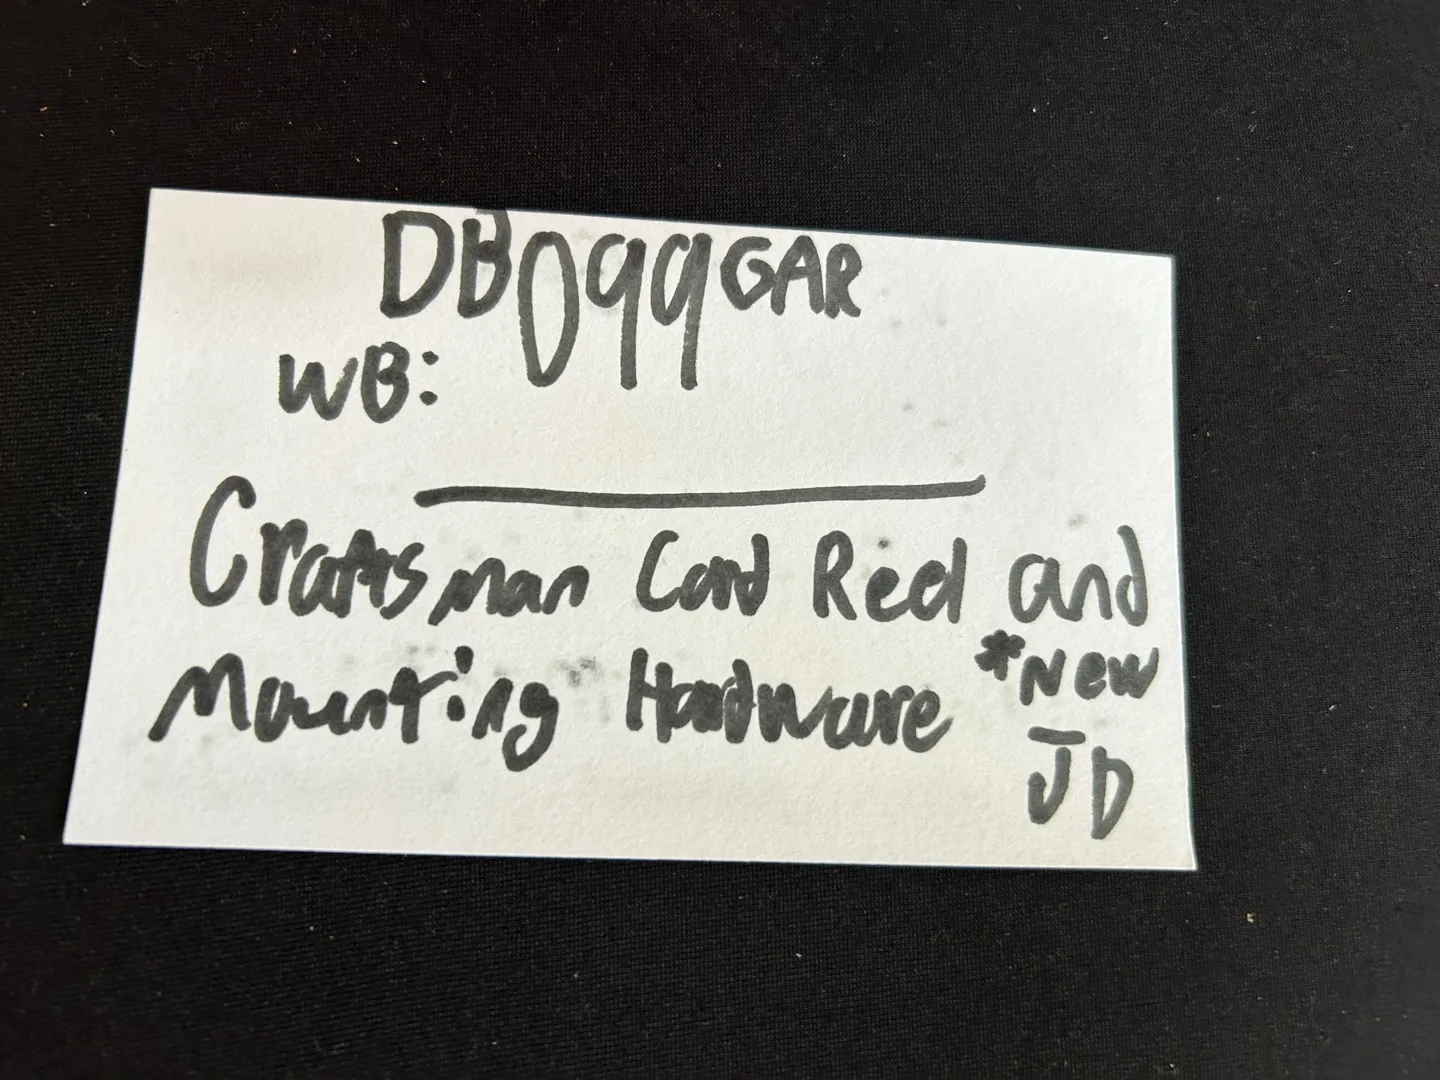 DB099GAR
WB:
Craftsman Cord Reel and
Mounting Hardware *New
JD